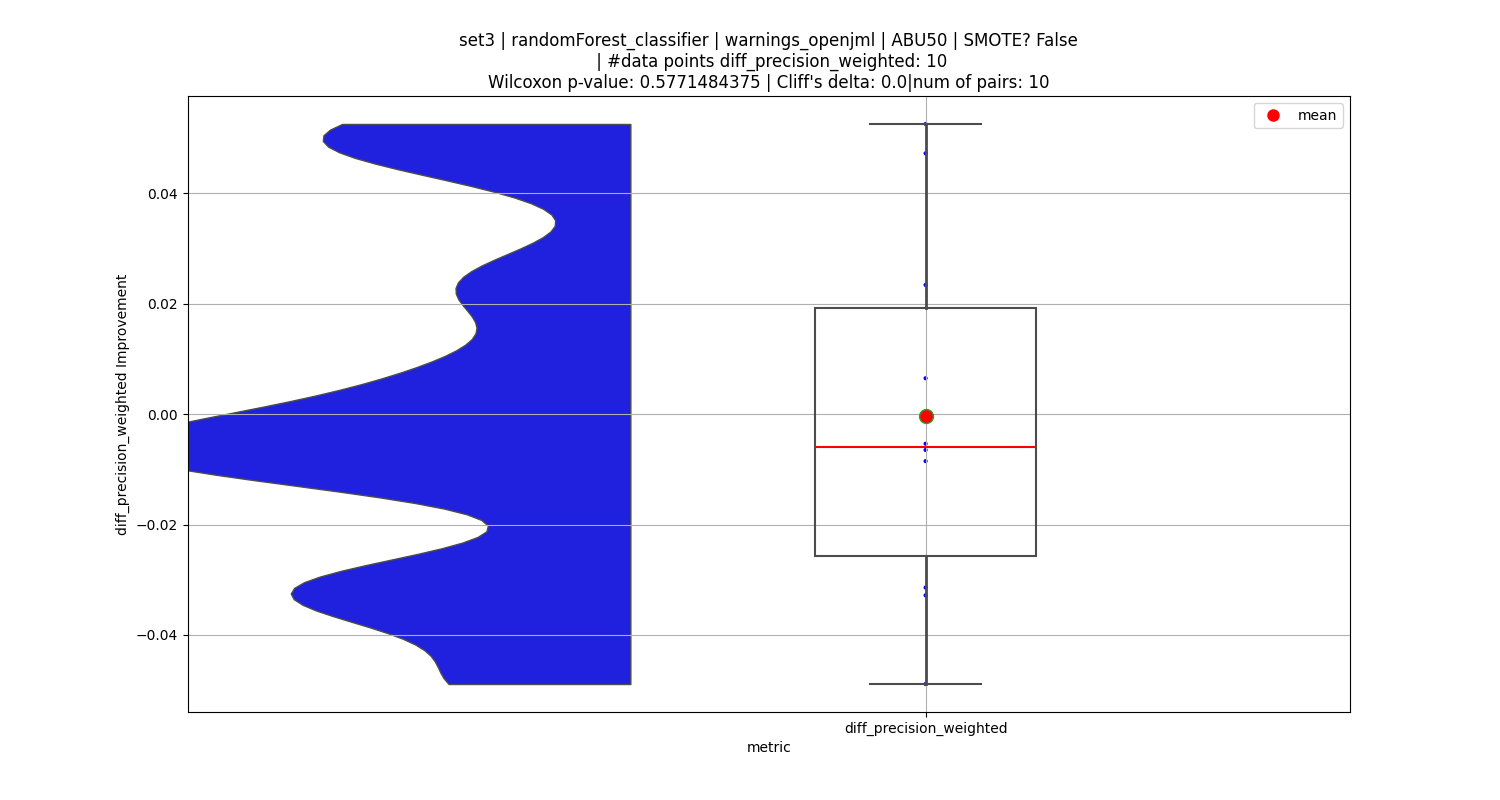 set3 | randomForest_classifier | warnings_openjml | ABU50 | SMOTE? False
| #data points diff_precision_weighted: 10
Wilcoxon p-value: 0.5771484375 | Cliff's delta: 0.0|num of pairs: 10
mean
0.04
0.02
0.00
−0.02
−0.04
diff_precision_weighted Improvement
diff_precision_weighted
metric